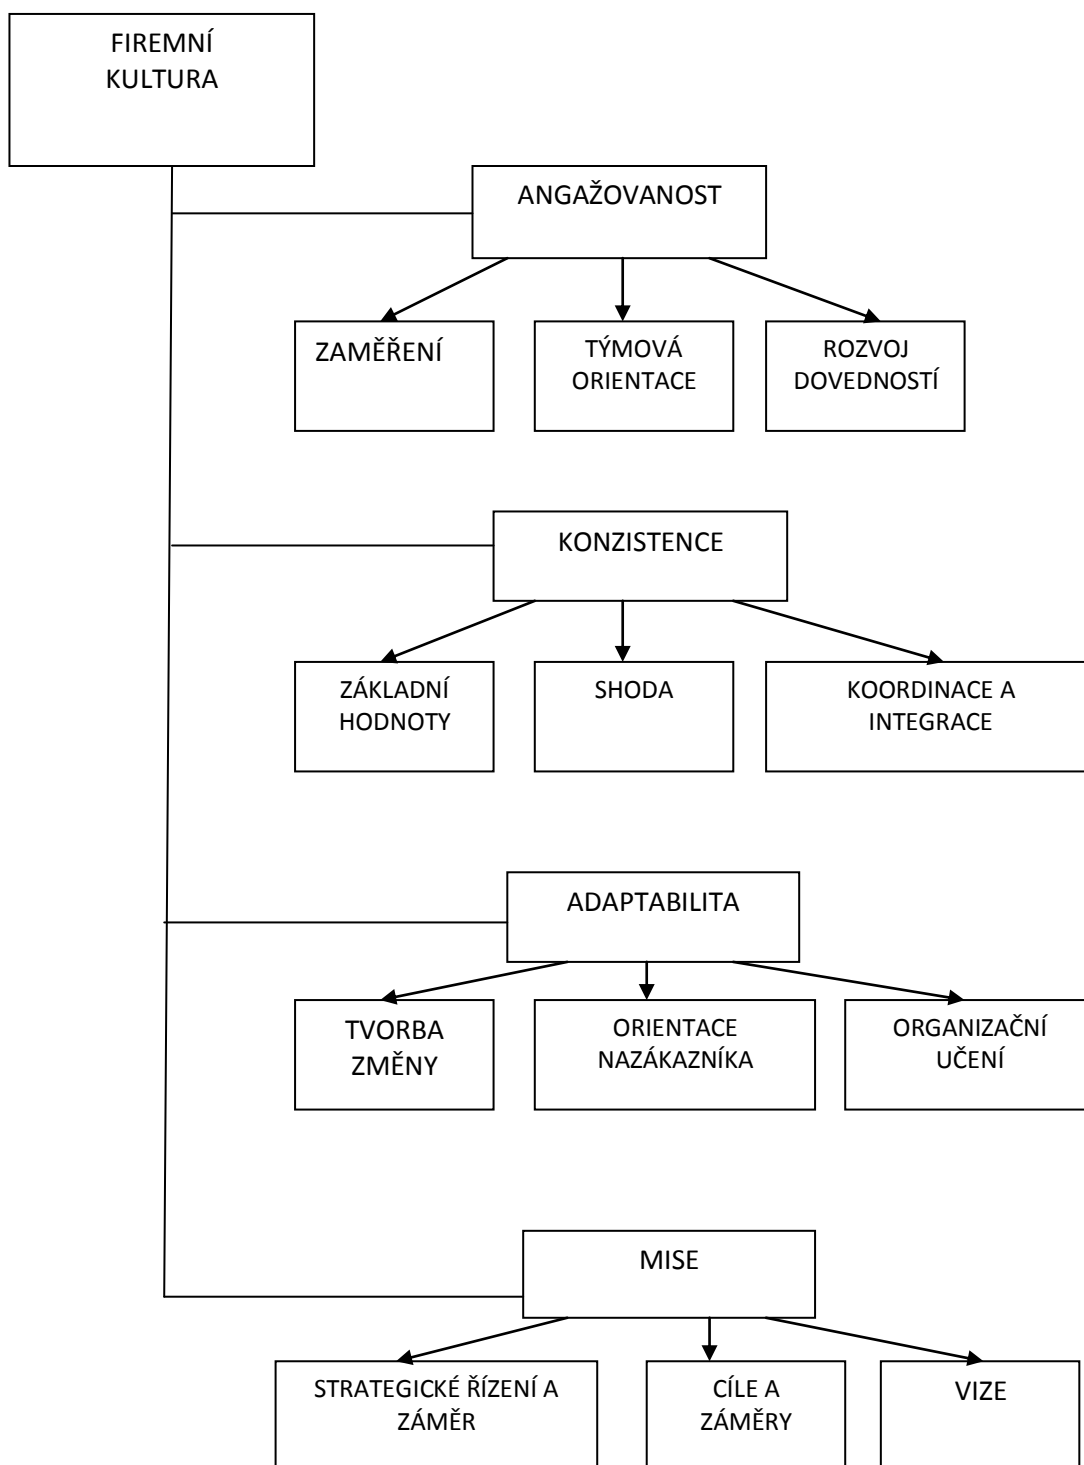 FIREMNÍ
KULTURA
ANGAŽOVANOST
ZAMĚŘENÍ
TÝMOVÁ
ORIENTACE
ROZVOJ
DOVEDNOSTÍ
KONZISTENCE
ZÁKLADNÍ
HODNOTY
SHODA
KOORDINACE A
INTEGRACE
ADAPTABILITA
TVORBA
ZMĚNY
ORIENTACE
NAZÁKAZNÍKA
ORGANIZAČNÍ
UČENÍ
MISE
STRATEGICKÉ ŘÍZENÍ A
ZÁMĚR
CÍLE A
ZÁMĚRY
VIZE